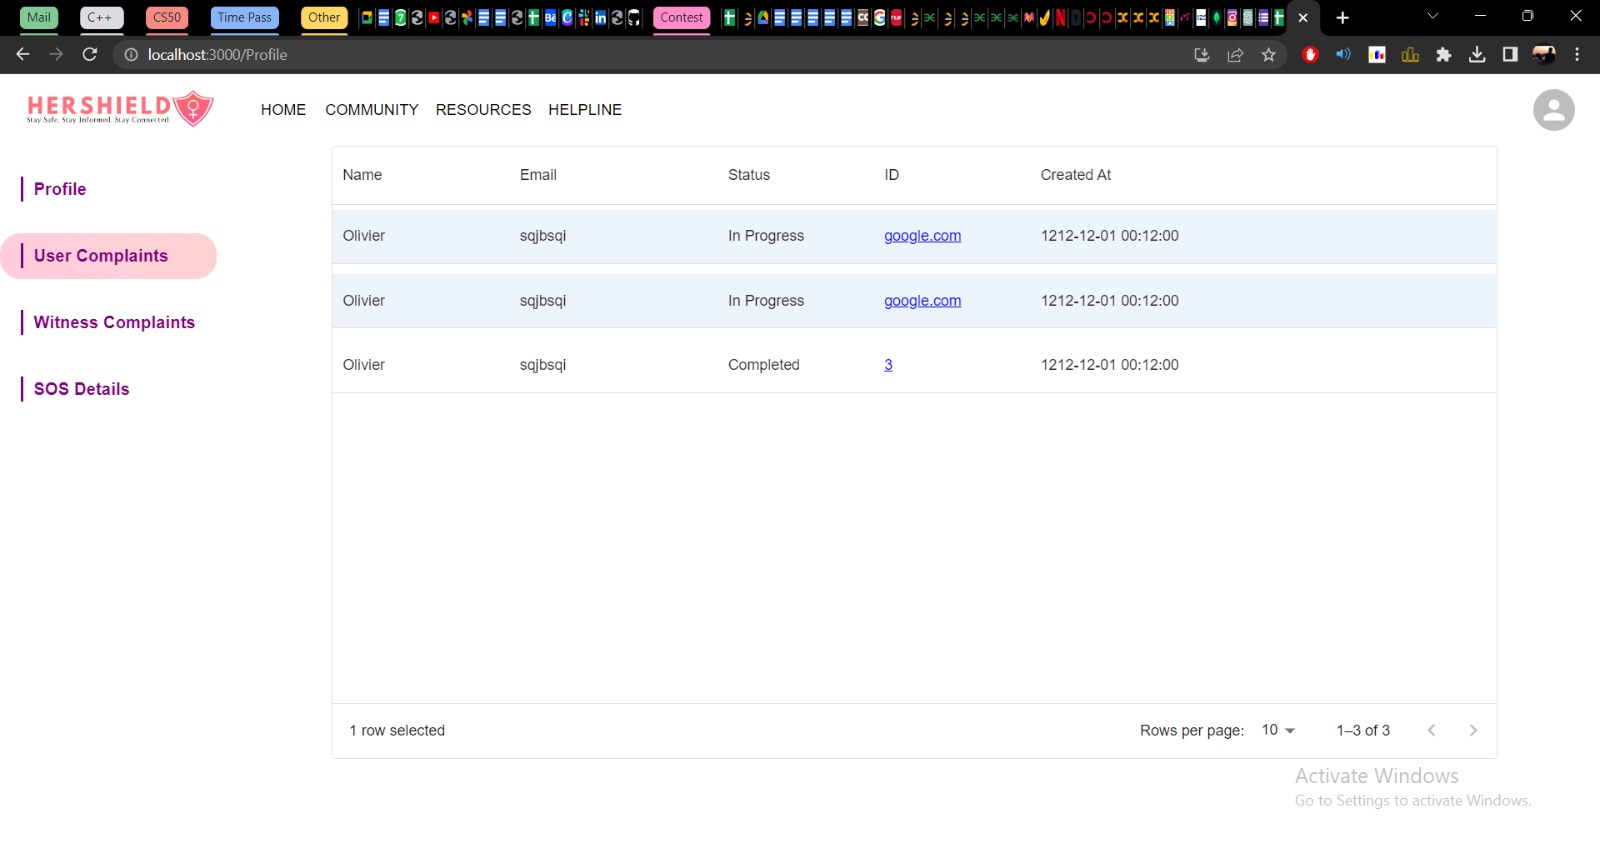 Mail C++ CS50 Time Pass Other Contest
localhost:3000/Profile
HERSHIELD
Stay Safe, Stay Informed, Stay Connected.
HOME COMMUNITY RESOURCES HELPLINE
Profile
User Complaints
Witness Complaints
SOS Details
Name Email Status ID Created At
Olivier sqjbsqi In Progress google.com 1212-12-01 00:12:00
Olivier sqjbsqi In Progress google.com 1212-12-01 00:12:00
Olivier sqjbsqi Completed 3 1212-12-01 00:12:00
1 row selected
Rows per page: 10 1–3 of 3
Activate Windows
Go to Settings to activate Windows.